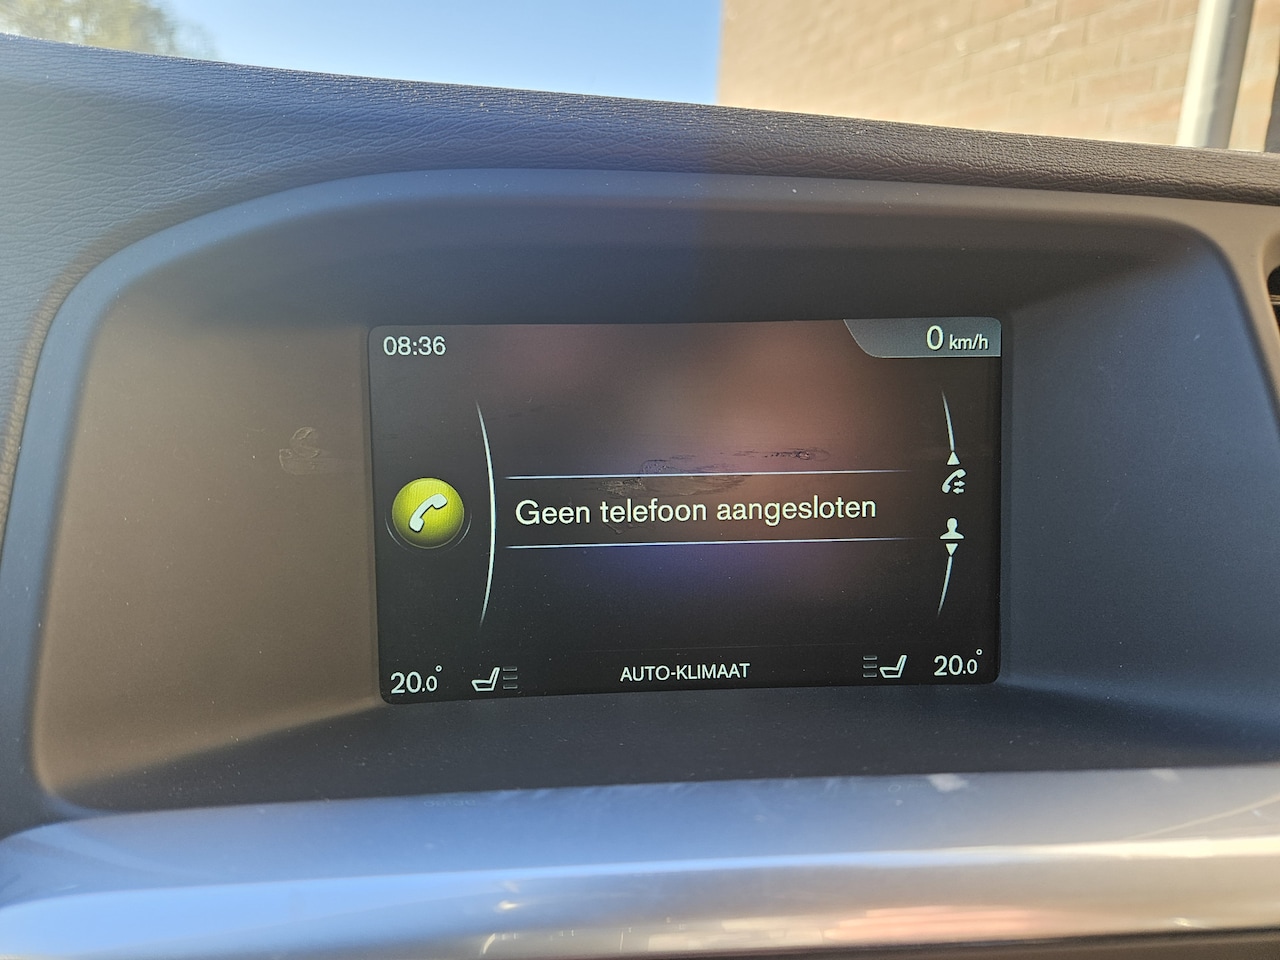 08:36
0 km/h
Geen telefoon aangesloten
20.0°
AUTO-KLIMAAT
20.0°